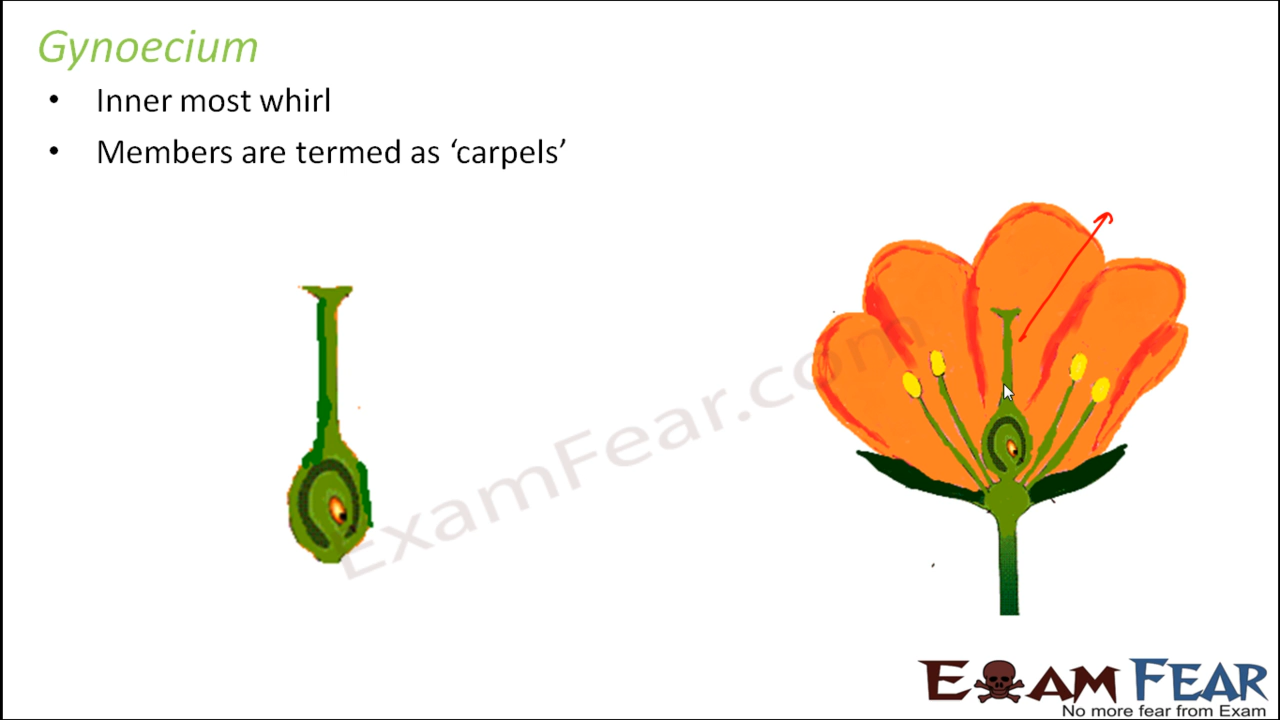 Gynoecium
• Inner most whirl
• Members are termed as ‘carpels’
ExamFear.com
EXAM FEAR
No more fear from Exam